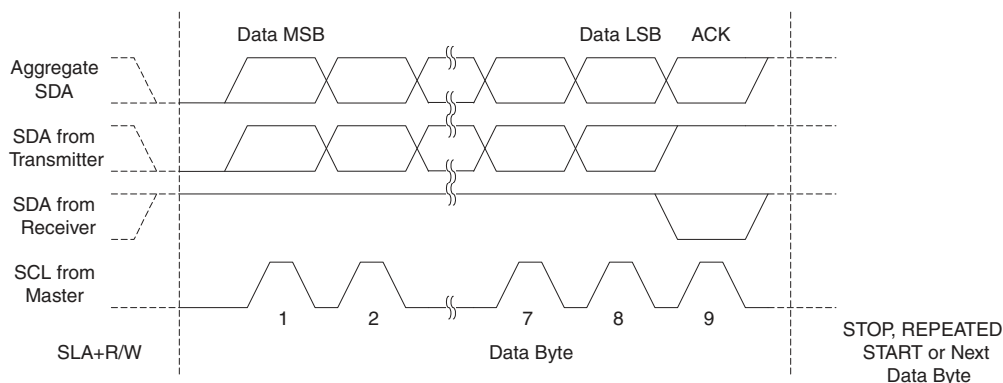 Data MSB
Data LSB
ACK
Aggregate
SDA
SDA from
Transmitter
SDA from
Receiver
SCL from
Master
1
2
7
8
9
SLA+R/W
Data Byte
STOP, REPEATED
START or Next
Data Byte